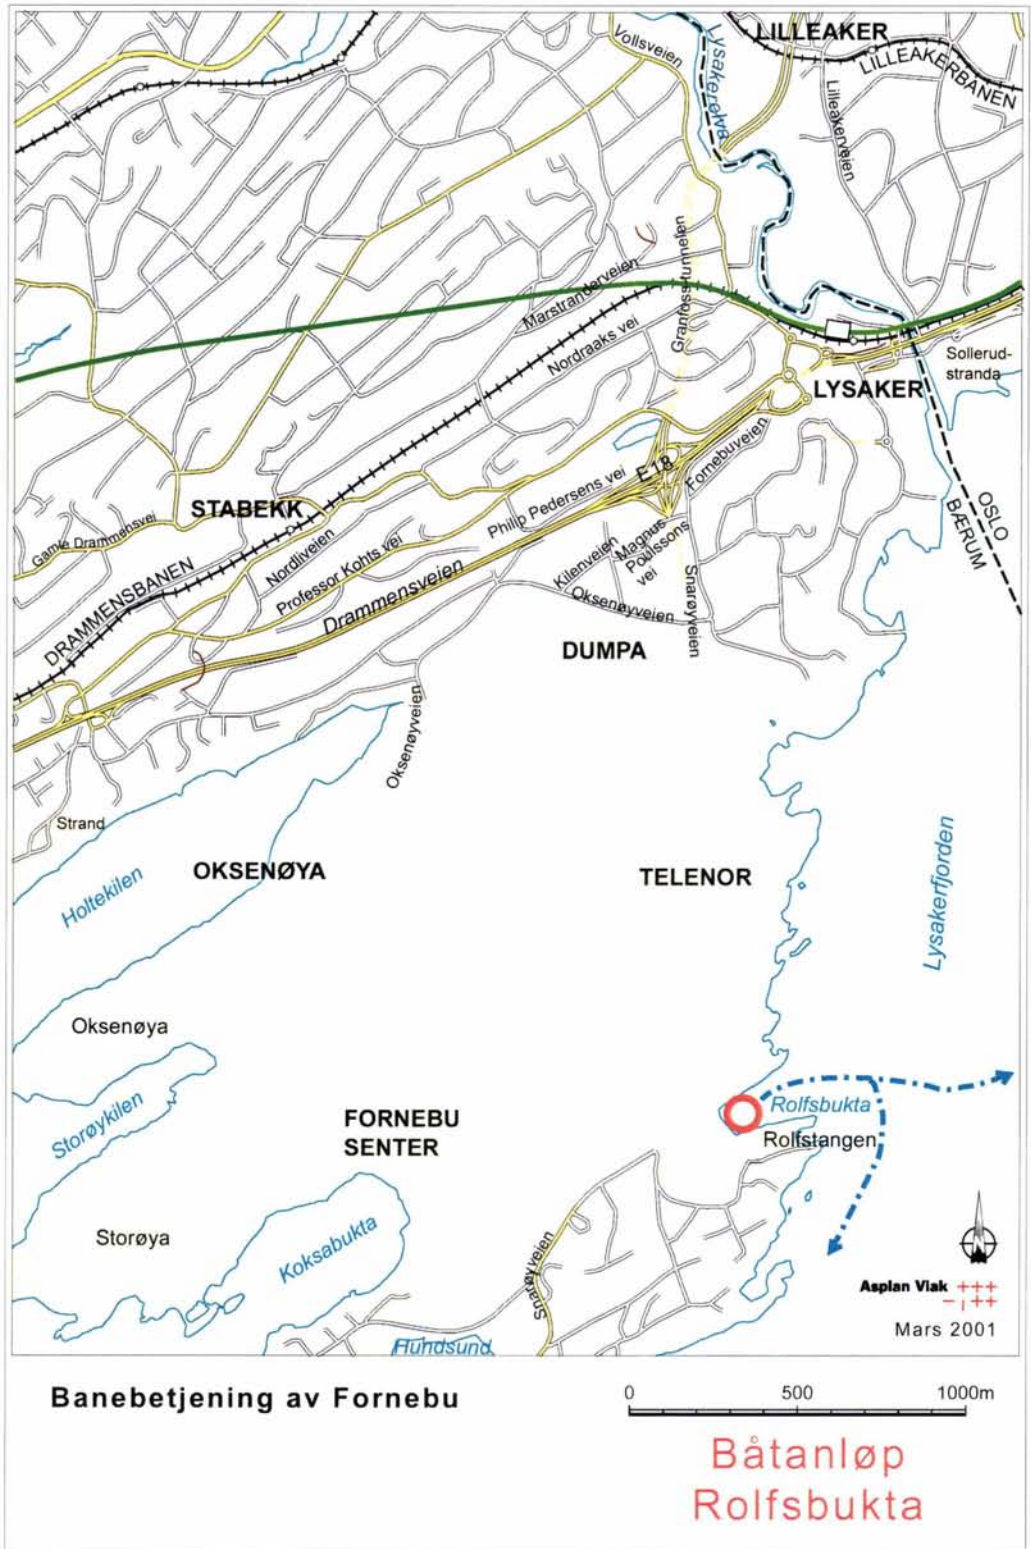 LILLEAKER
Vollsveien
Lysakerelva
LILLEAKERBANEN
Lilleakerveien
Granfosstunnelen
Marstranderveien
Nordraaks vei
Sollerud-
stranda
LYSAKER
E18
Fornebuveien
STABEKK
Philip Pedersens vei
Gamle Drammensvei
OSLO
BÆRUM
Magnus
Poulssons
vei
Kilenveien
Nordliveien
Professor Kohts vei
DRAMMENSBANEN
Drammensveien
Oksenøyveien
Snarøyveien
DUMPA
Oksenøyveien
Strand
OKSENØYA
TELENOR
Holtekilen
Lysakerfjorden
Oksenøya
Storøykilen
FORNEBU
SENTER
Rolfsbukta
Rolfstangen
Storøya
Koksabukta
Snarøyveien
Hundsund
Asplan Viak
Mars 2001
Banebetjening av Fornebu
0 500 1000m
Båtanløp
Rolfsbukta